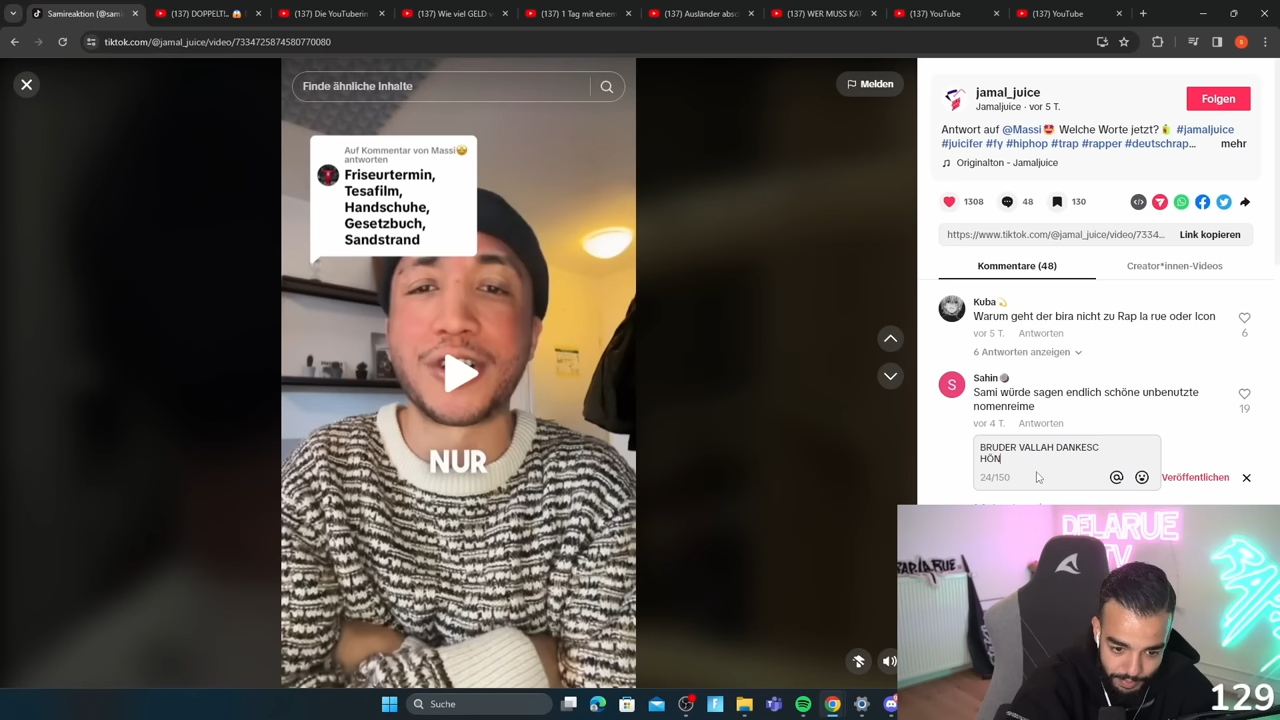 Samireaktion (@sam
(137) DOPPELT!..
(137) Die YouTuberin
(137) Wie viel GELD v
(137) 1 Tag mit einem
(137) Ausländer abso
(137) WER MUSS KAT
(137) YouTube
(137) YouTube
tiktok.com/@jamal_juice/video/7334725874580770080
Finde ähnliche Inhalte
Melden
Auf Kommentar von Massi🤩
antworten
Friseurtermin,
Tesafilm,
Handschuhe,
Gesetzbuch,
Sandstrand
NUR
jamal_juice
Jamaljuice · vor 5 T.
Folgen
Antwort auf @Massi🤩 Welche Worte jetzt?🧃 #jamaljuice
#juicifer #fy #hiphop #trap #rapper #deutschrap...
mehr
Originalton - Jamaljuice
1308
48
130
https://www.tiktok.com/@jamal_juice/video/7334...
Link kopieren
Kommentare (48)
Creator*innen-Videos
Kuba 💫
Warum geht der bira nicht zu Rap la rue oder Icon
vor 5 T. Antworten
6
6 Antworten anzeigen
S
Sahin
Sami würde sagen endlich schöne unbenutzte
nomenreime
19
vor 4 T. Antworten
BRUDER VALLAH DANKESC
HÖN
24/150
Veröffentlichen
DELARUE
TV
RAP LA RUE.
129
Suche